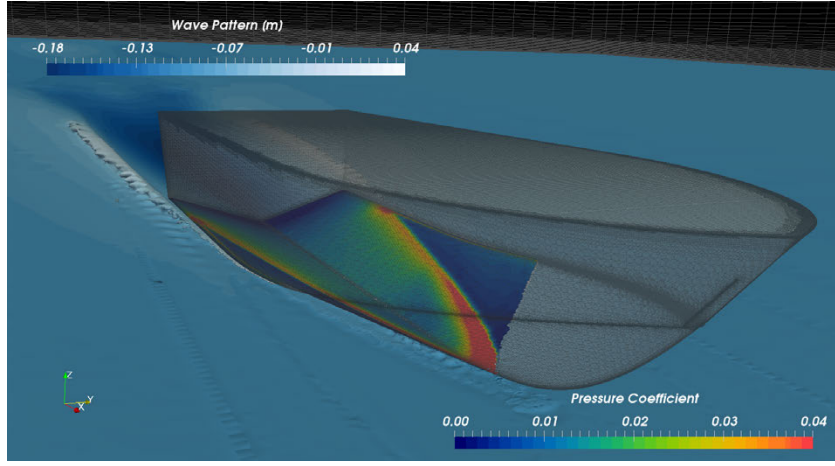 Wave Pattern (m)
-0.18 -0.13 -0.07 -0.01 0.04
Z
Y
X
Pressure Coefficient
0.00 0.01 0.02 0.03 0.04